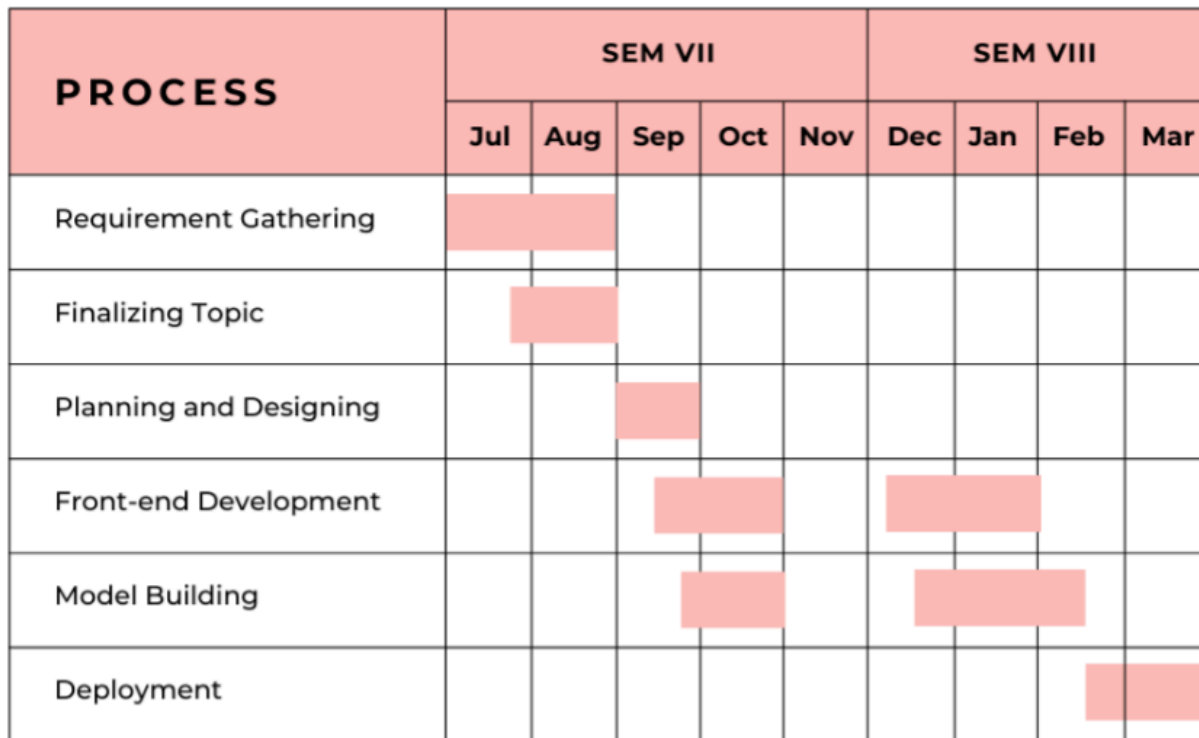 PROCESS
SEM VII
SEM VIII
Jul Aug Sep Oct Nov Dec Jan Feb Mar
Requirement Gathering
Finalizing Topic
Planning and Designing
Front-end Development
Model Building
Deployment